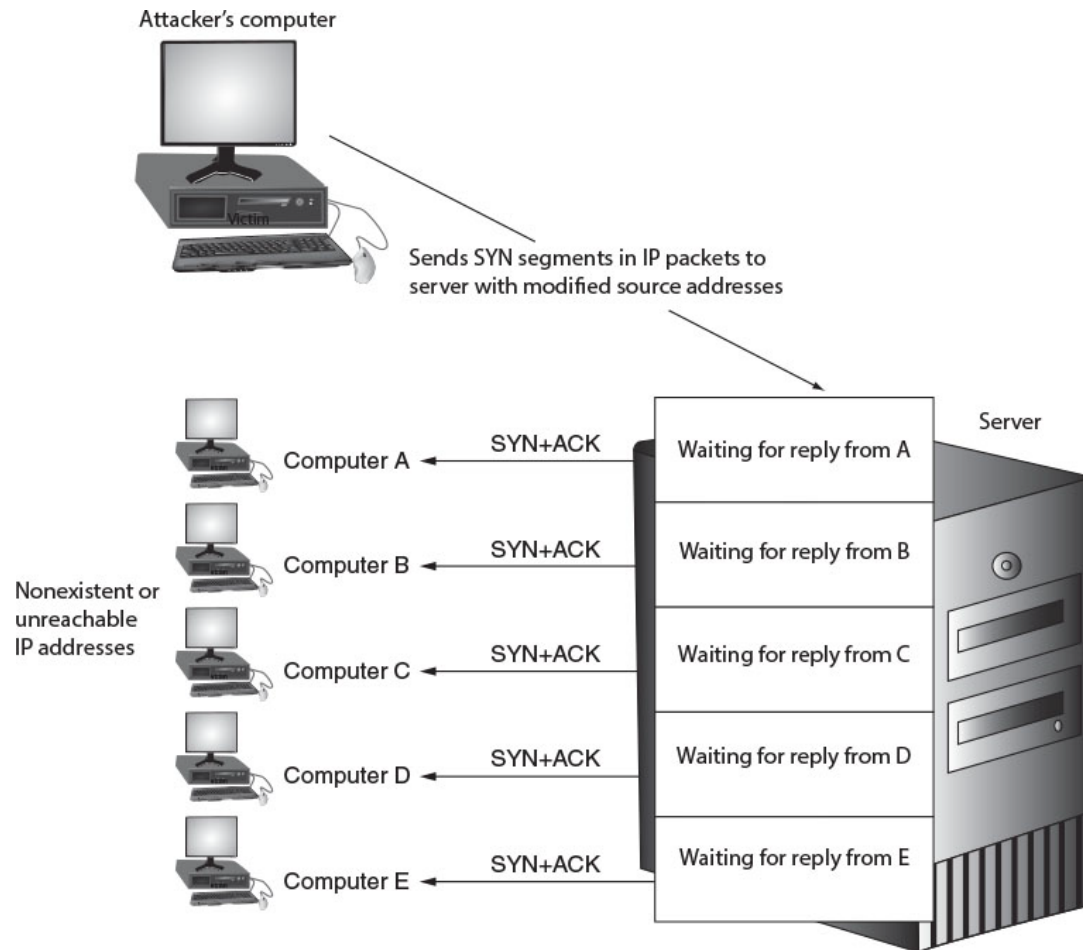 Attacker's computer
Victim
Sends SYN segments in IP packets to
server with modified source addresses
Server
Nonexistent or
unreachable
IP addresses
Computer A
SYN+ACK
Waiting for reply from A
Computer B
SYN+ACK
Waiting for reply from B
Computer C
SYN+ACK
Waiting for reply from C
Computer D
SYN+ACK
Waiting for reply from D
Computer E
SYN+ACK
Waiting for reply from E